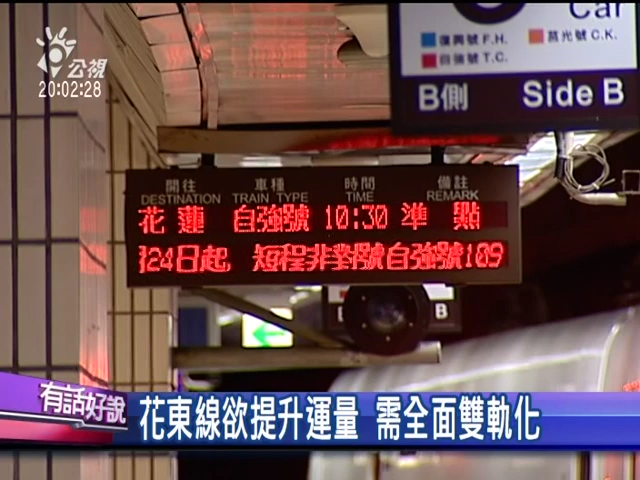 公視
20:02:28
Car
復興號F.H.
莒光號C.K.
自強號T.C.
B側 Side B
開往 車種 時間 備註
DESTINATION TRAIN TYPE TIME REMARK
花蓮 自強號 10:30 準點
24日起, 短程非對號自強號109
B
有話好說
花東線欲提升運量 需全面雙軌化